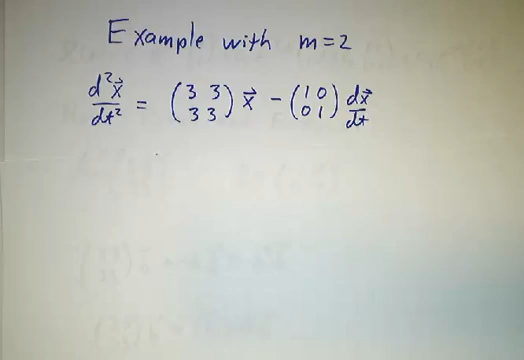 Example with m=2
d²x⃗/dt² = (3 3; 3 3) x⃗ - (1 0; 0 1) dx⃗/dt